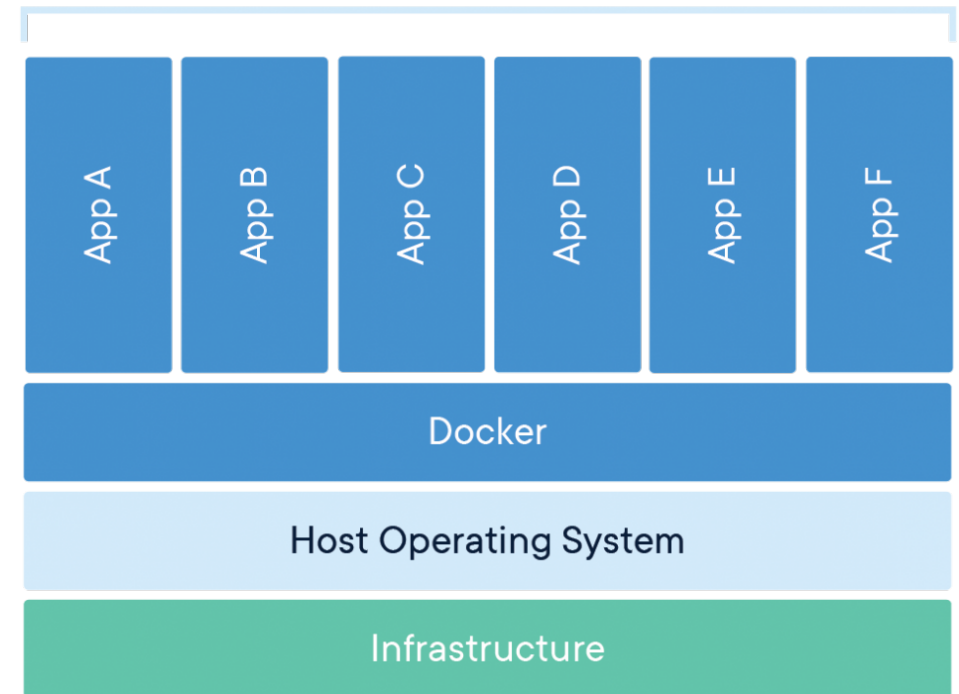 App A
App B
App C
App D
App E
App F
Docker
Host Operating System
Infrastructure